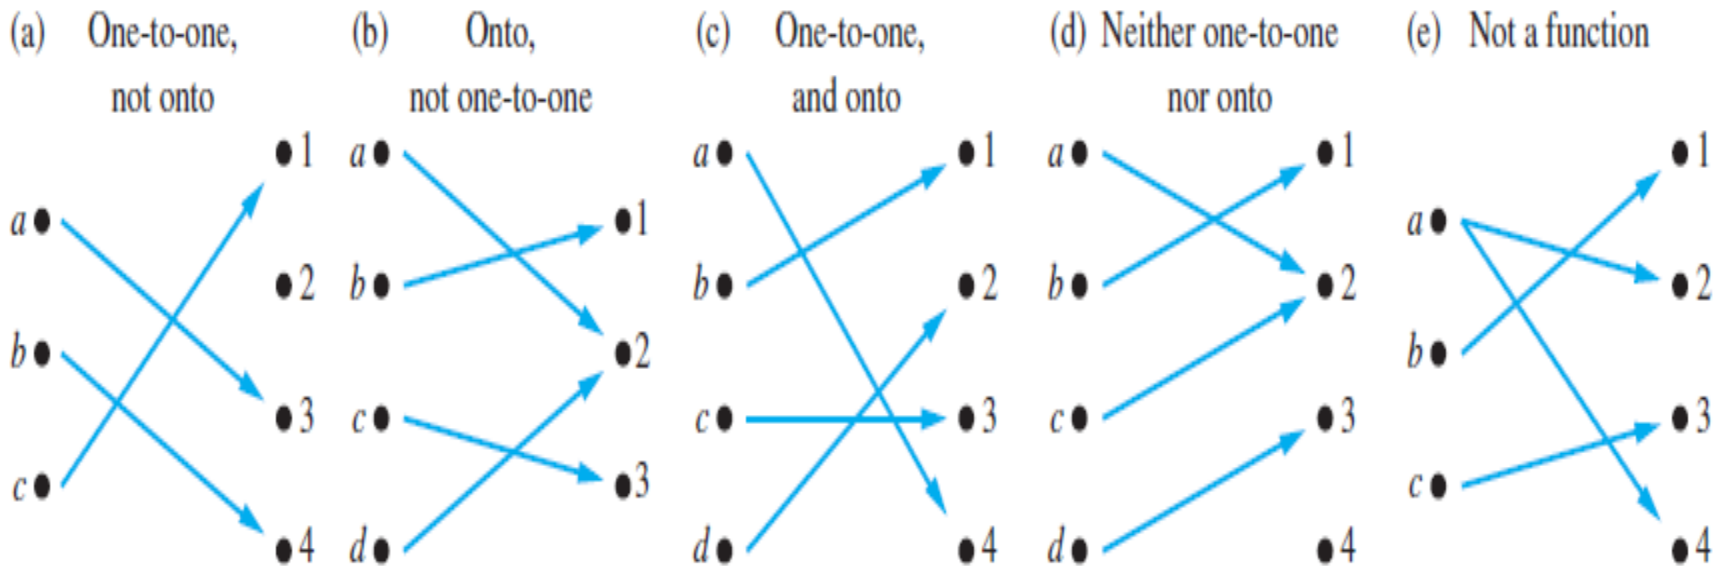 (a) One-to-one,
not onto
a
b
c
1
2
3
4
(b) Onto,
not one-to-one
a
b
c
d
1
2
3
(c) One-to-one,
and onto
a
b
c
d
1
2
3
4
(d) Neither one-to-one
nor onto
a
b
c
d
1
2
3
4
(e) Not a function
a
b
c
1
2
3
4